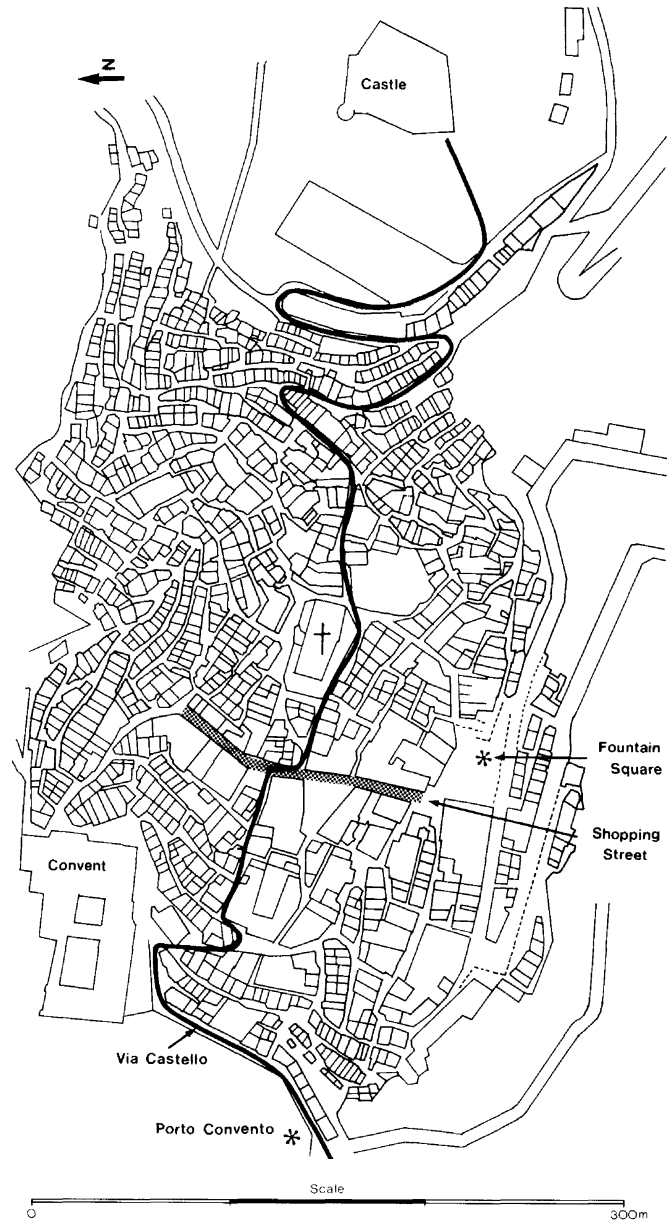 N
Castle
Fountain
Square
Shopping
Street
Convent
Via Castello
Porto Convento
Scale
0
300m